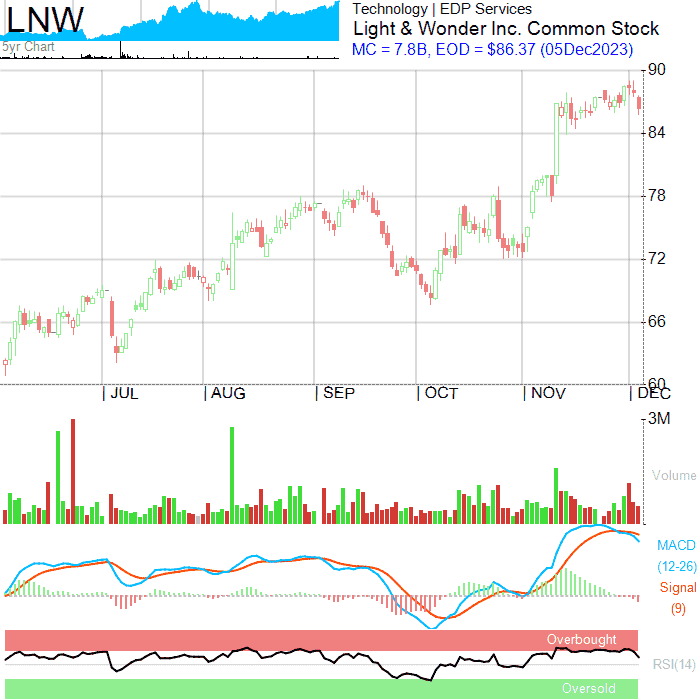 LNW
5yr Chart
Technology | EDP Services
Light & Wonder Inc. Common Stock
MC = 7.8B, EOD = $86.37 (05Dec2023)
90
84
78
72
66
60
JUL AUG SEP OCT NOV DEC
3M
Volume
MACD
(12-26)
Signal
(9)
Overbought
RSI(14)
Oversold